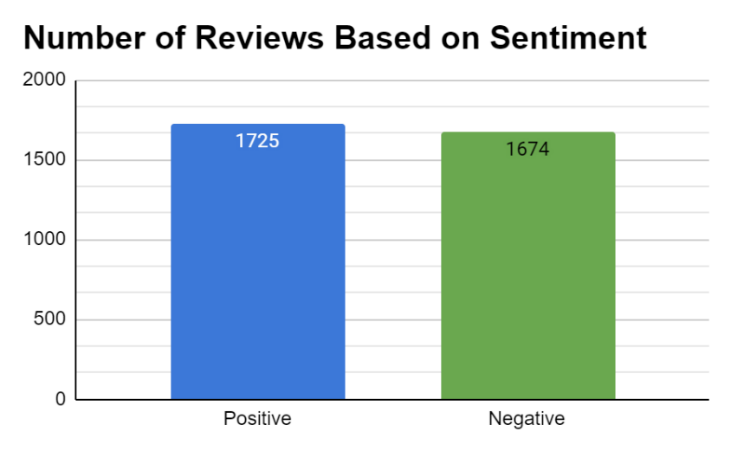 Number of Reviews Based on Sentiment
2000
1500
1000
500
0
1725
1674
Positive
Negative